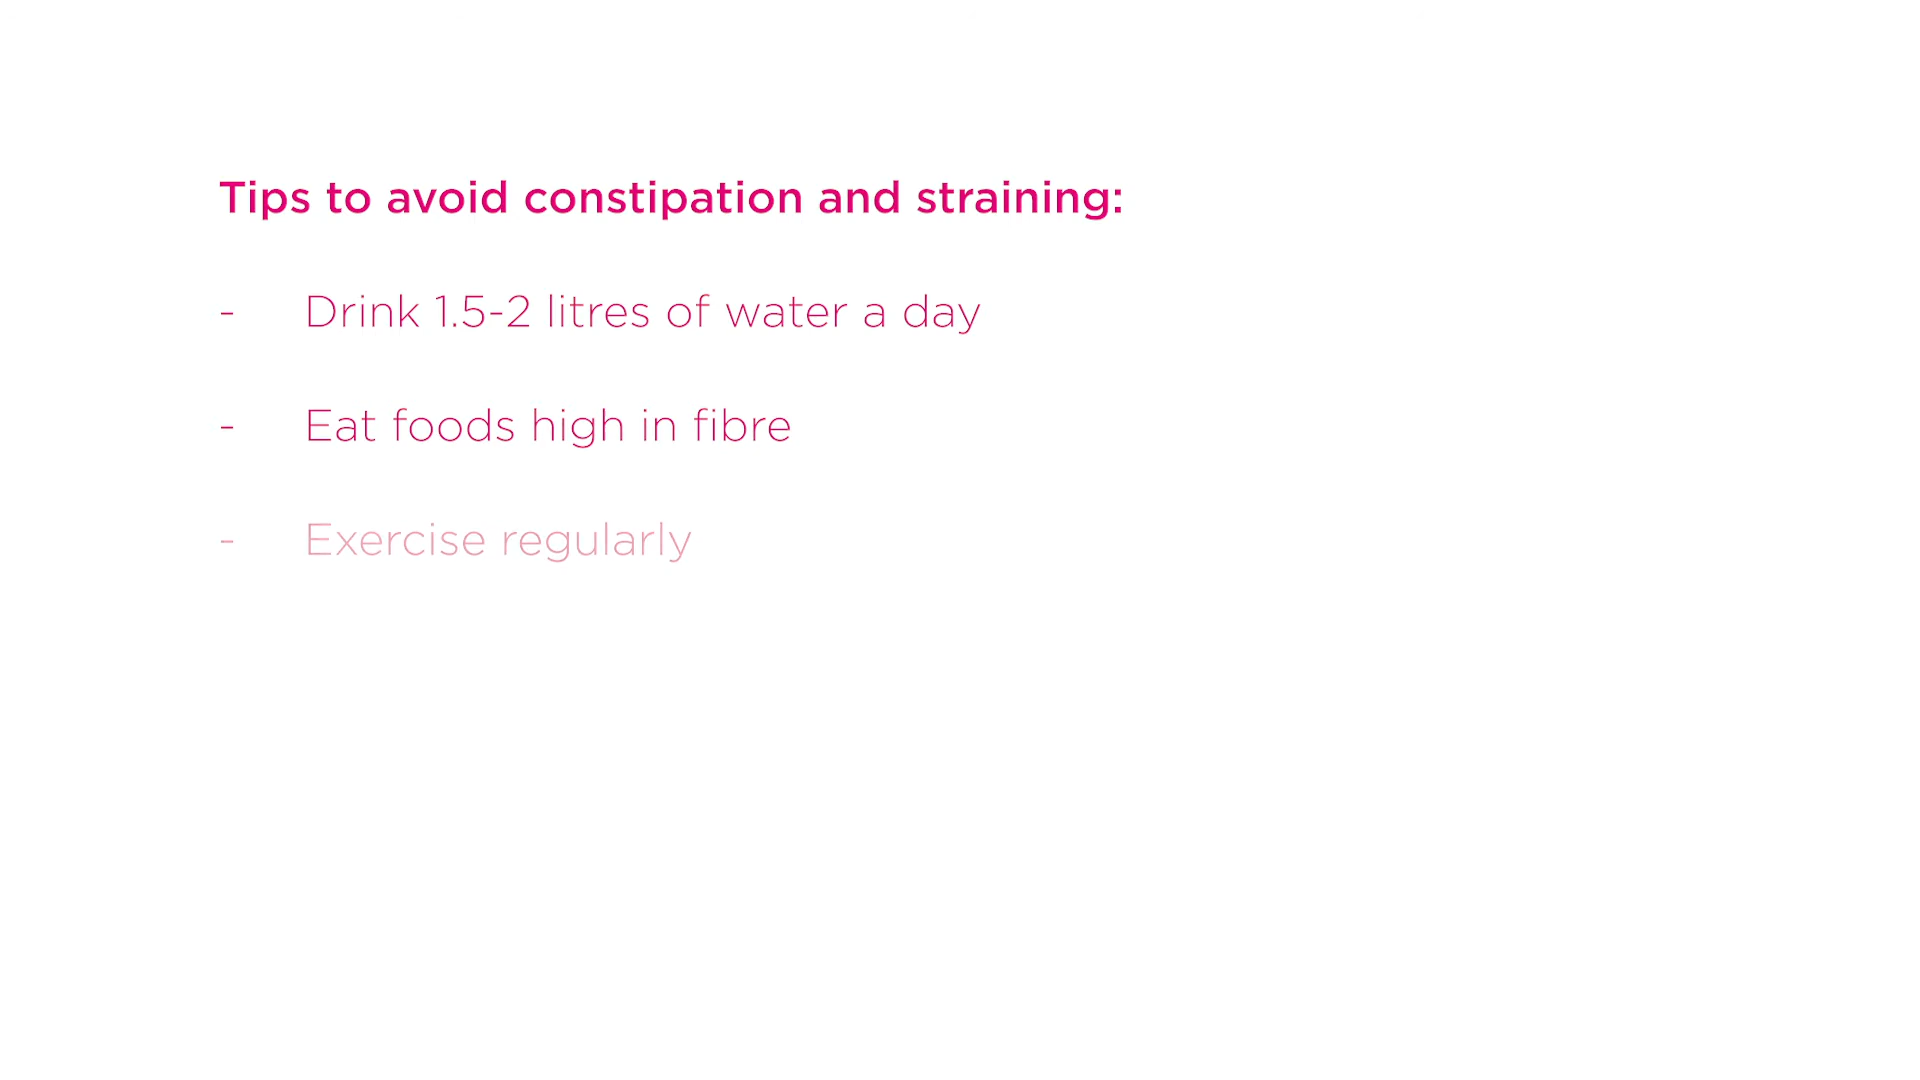 Tips to avoid constipation and straining:
- Drink 1.5-2 litres of water a day
- Eat foods high in fibre
- Exercise regularly